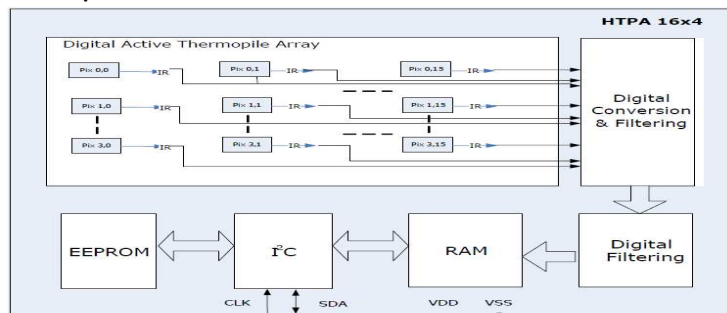 HTPA 16x4
Digital Active Thermopile Array
Pix 0,0 IR Pix 0,1 IR Pix 0,15 IR
Pix 1,0 IR Pix 1,1 IR Pix 1,15 IR
Pix 3,0 IR Pix 3,1 IR Pix 3,15 IR
Digital
Conversion
& Filtering
EEPROM
I²C
RAM
Digital
Filtering
CLK SDA VDD VSS